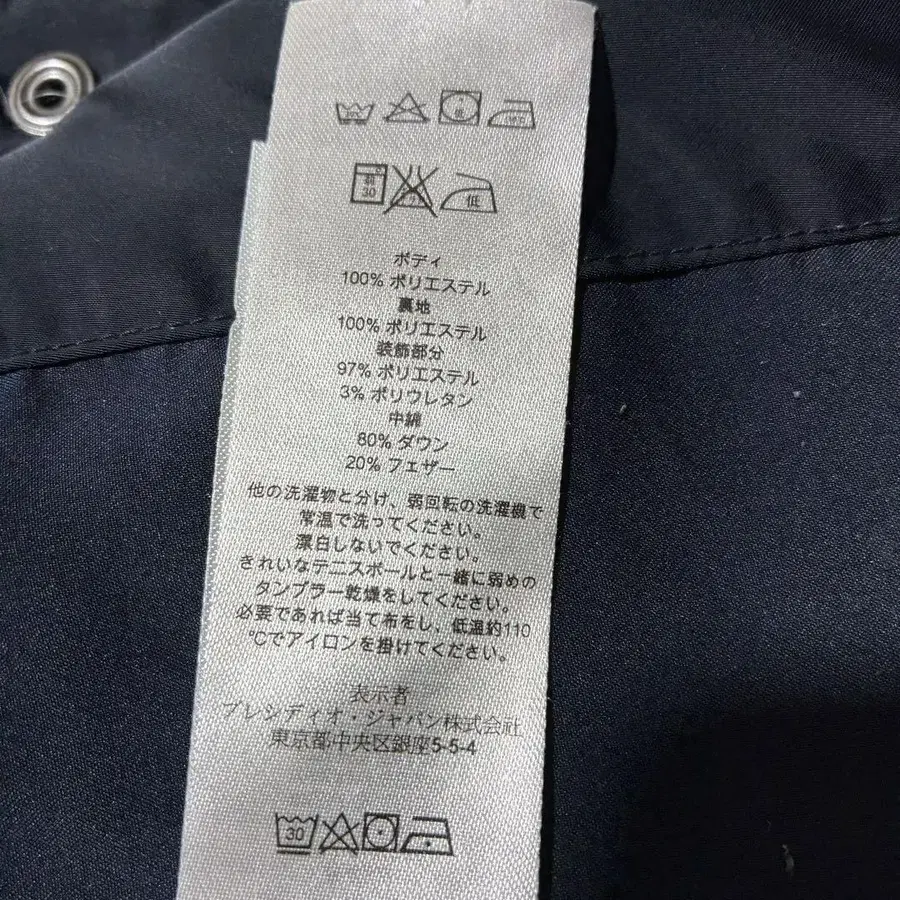 弱
30
低
ボディ
100% ポリエステル
裏地
100% ポリエステル
装飾部分
97% ポリエステル
3% ポリウレタン
中綿
80% ダウン
20% フェザー
他の洗濯物と分け、弱回転の洗濯機で
常温で洗ってください。
漂白しないでください。
きれいなテニスボールと一緒に弱めの
タンブラー乾燥をしてください。
必要であれば当て布をし、低温約110
℃でアイロンを掛けてください。
表示者
プレシディオ・ジャパン株式会社
東京都中央区銀座5-5-4
30